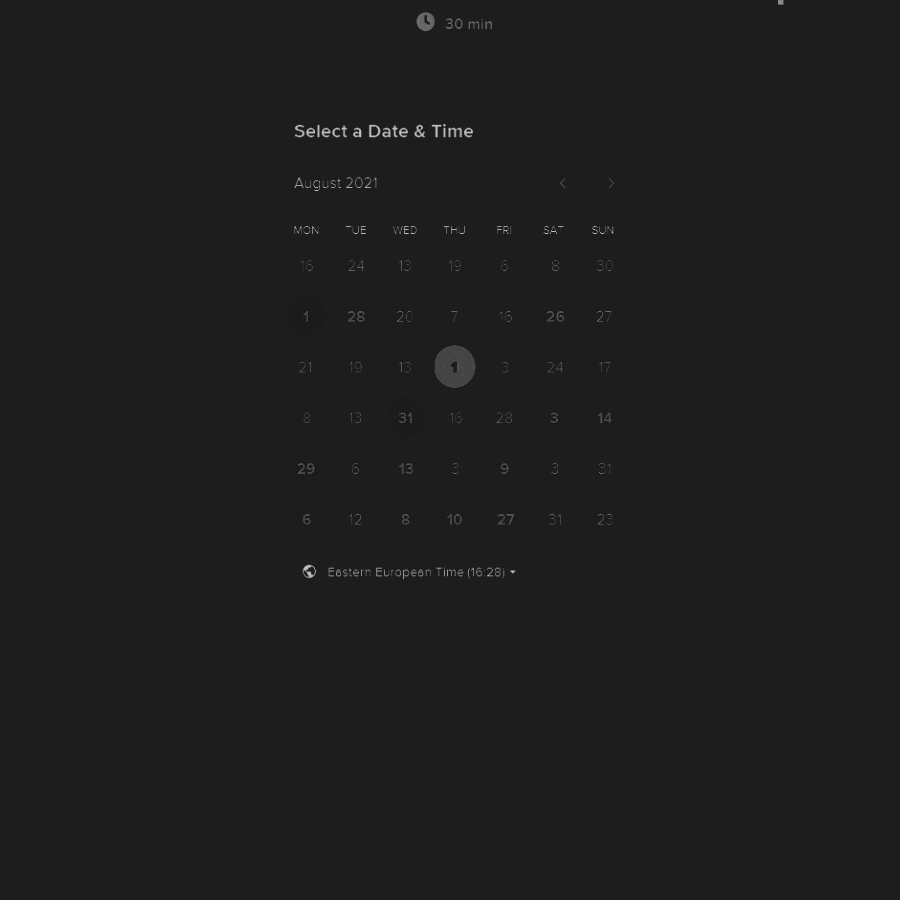 30 min
Select a Date & Time
August 2021
MON TUE WED THU FRI SAT SUN
16 24 13 19 6 8 30
1 28 20 7 16 26 27
21 19 13 1 3 24 17
8 13 31 16 28 3 14
29 6 13 3 9 3 31
6 12 8 10 27 31 23
Eastern European Time (16:28)